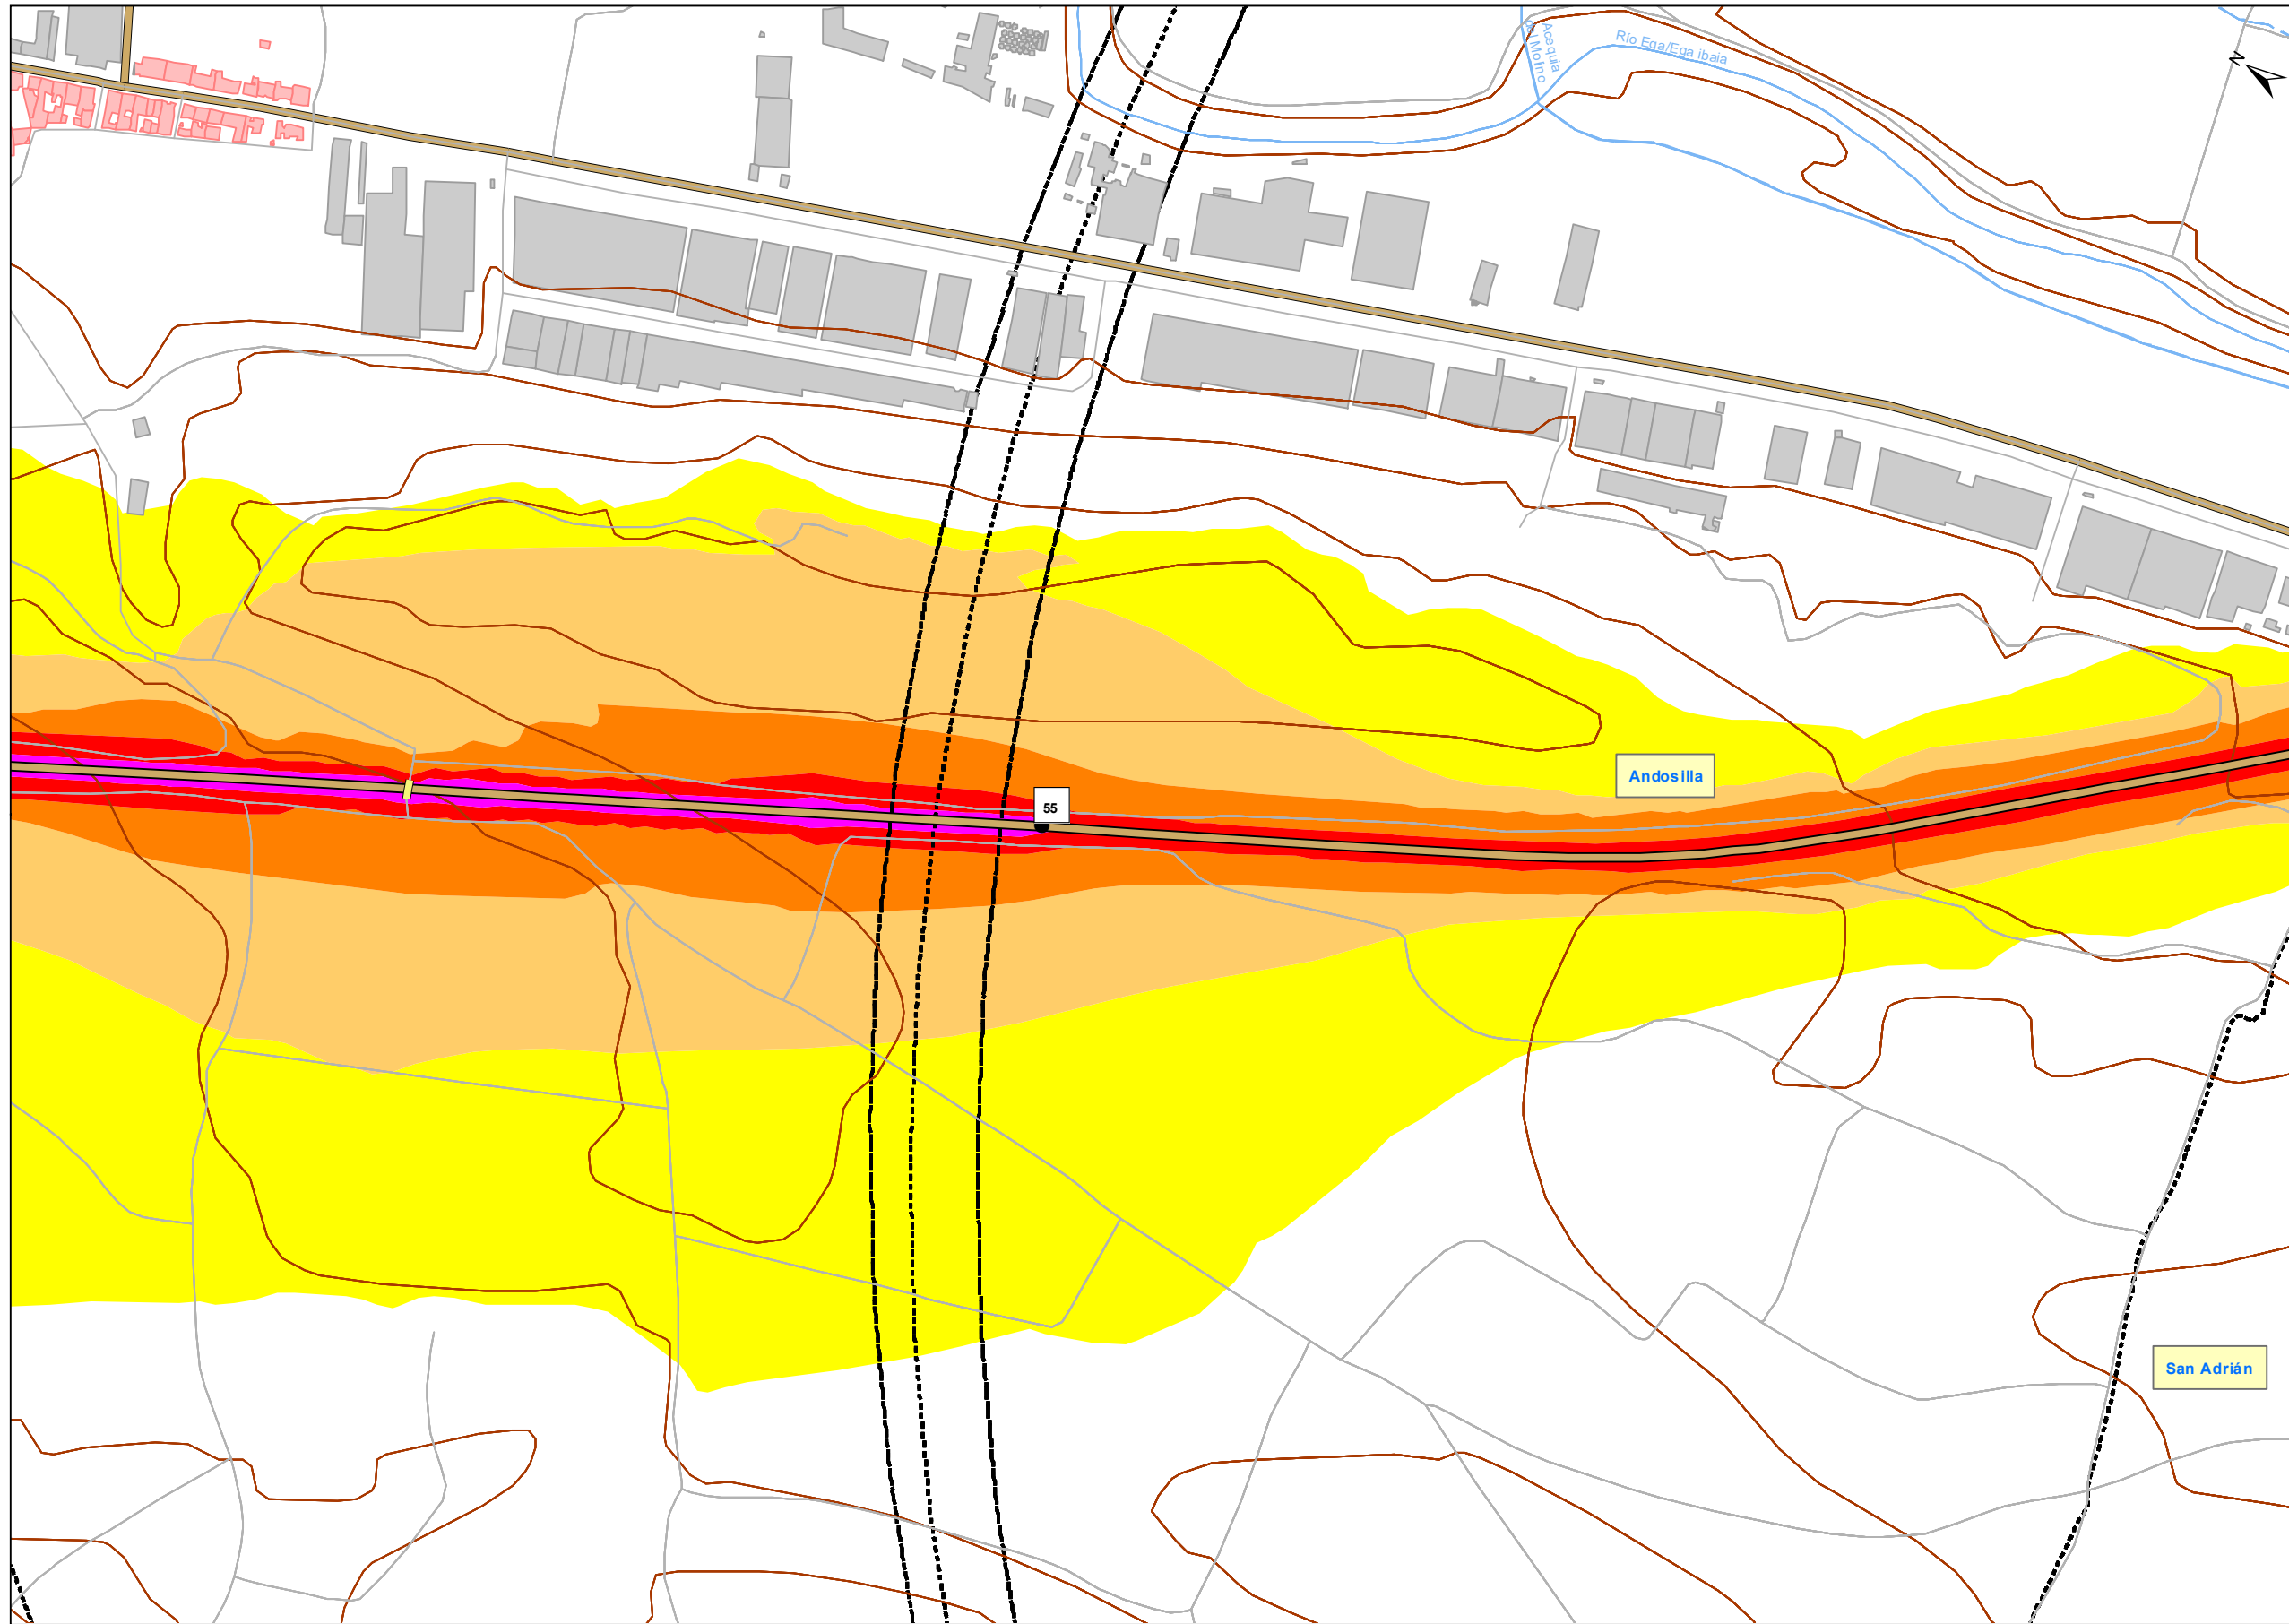 Acequia
del Molino
Río Ega/Ega ibaia
N
Andosilla
55
San Adrián